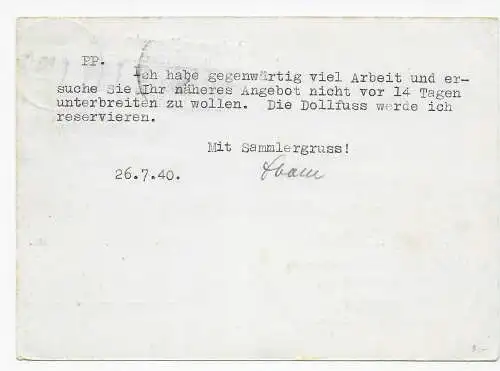 PP.
Ich habe gegenwärtig viel Arbeit und er-
suche Sie Ihr näheres Angebot nicht vor 14 Tagen
unterbreiten zu wollen. Die Dollfuss werde ich
reservieren.
Mit Sammlergruss!
26.7.40.